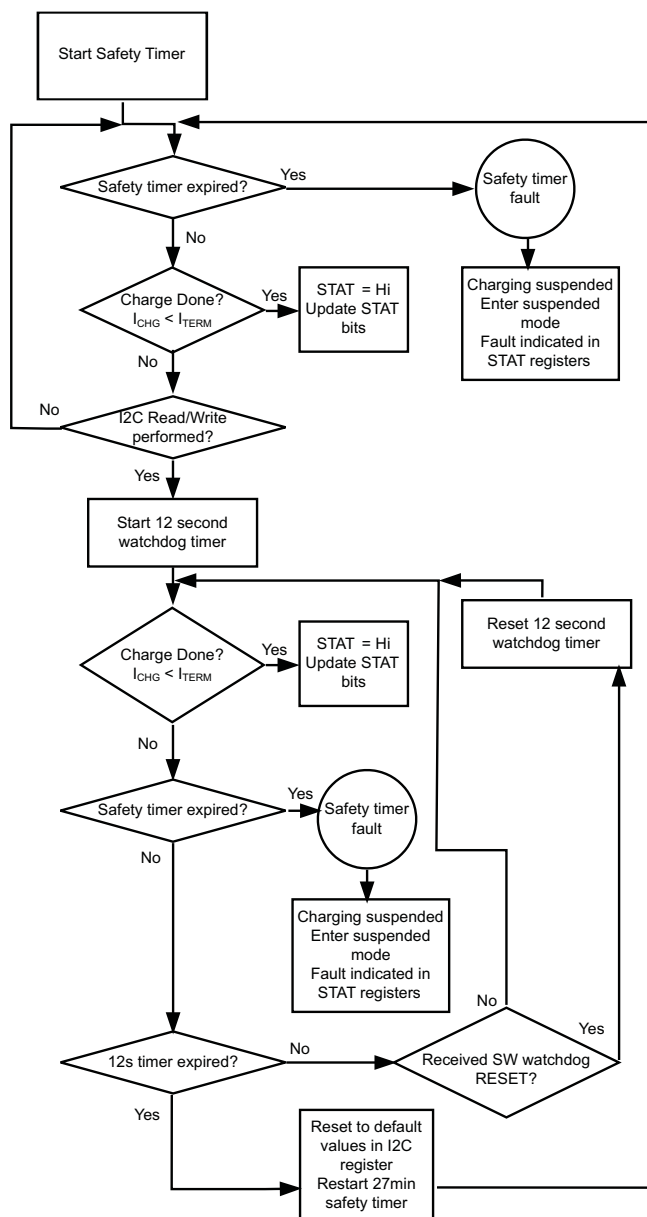 Start Safety Timer
Safety timer expired?
Yes
Safety timer
fault
No
Charging suspended
Enter suspended
mode
Fault indicated in
STAT registers
Charge Done?
I_CHG < I_TERM
Yes
STAT = Hi
Update STAT
bits
No
No
I2C Read/Write
performed?
Yes
Start 12 second
watchdog timer
Reset 12 second
watchdog timer
Charge Done?
I_CHG < I_TERM
Yes
STAT = Hi
Update STAT
bits
No
Safety timer expired?
Yes
Safety timer
fault
No
Charging suspended
Enter suspended
mode
Fault indicated in
STAT registers
No
Yes
12s timer expired?
No
Received SW watchdog
RESET?
Yes
Reset to default
values in I2C
register
Restart 27min
safety timer